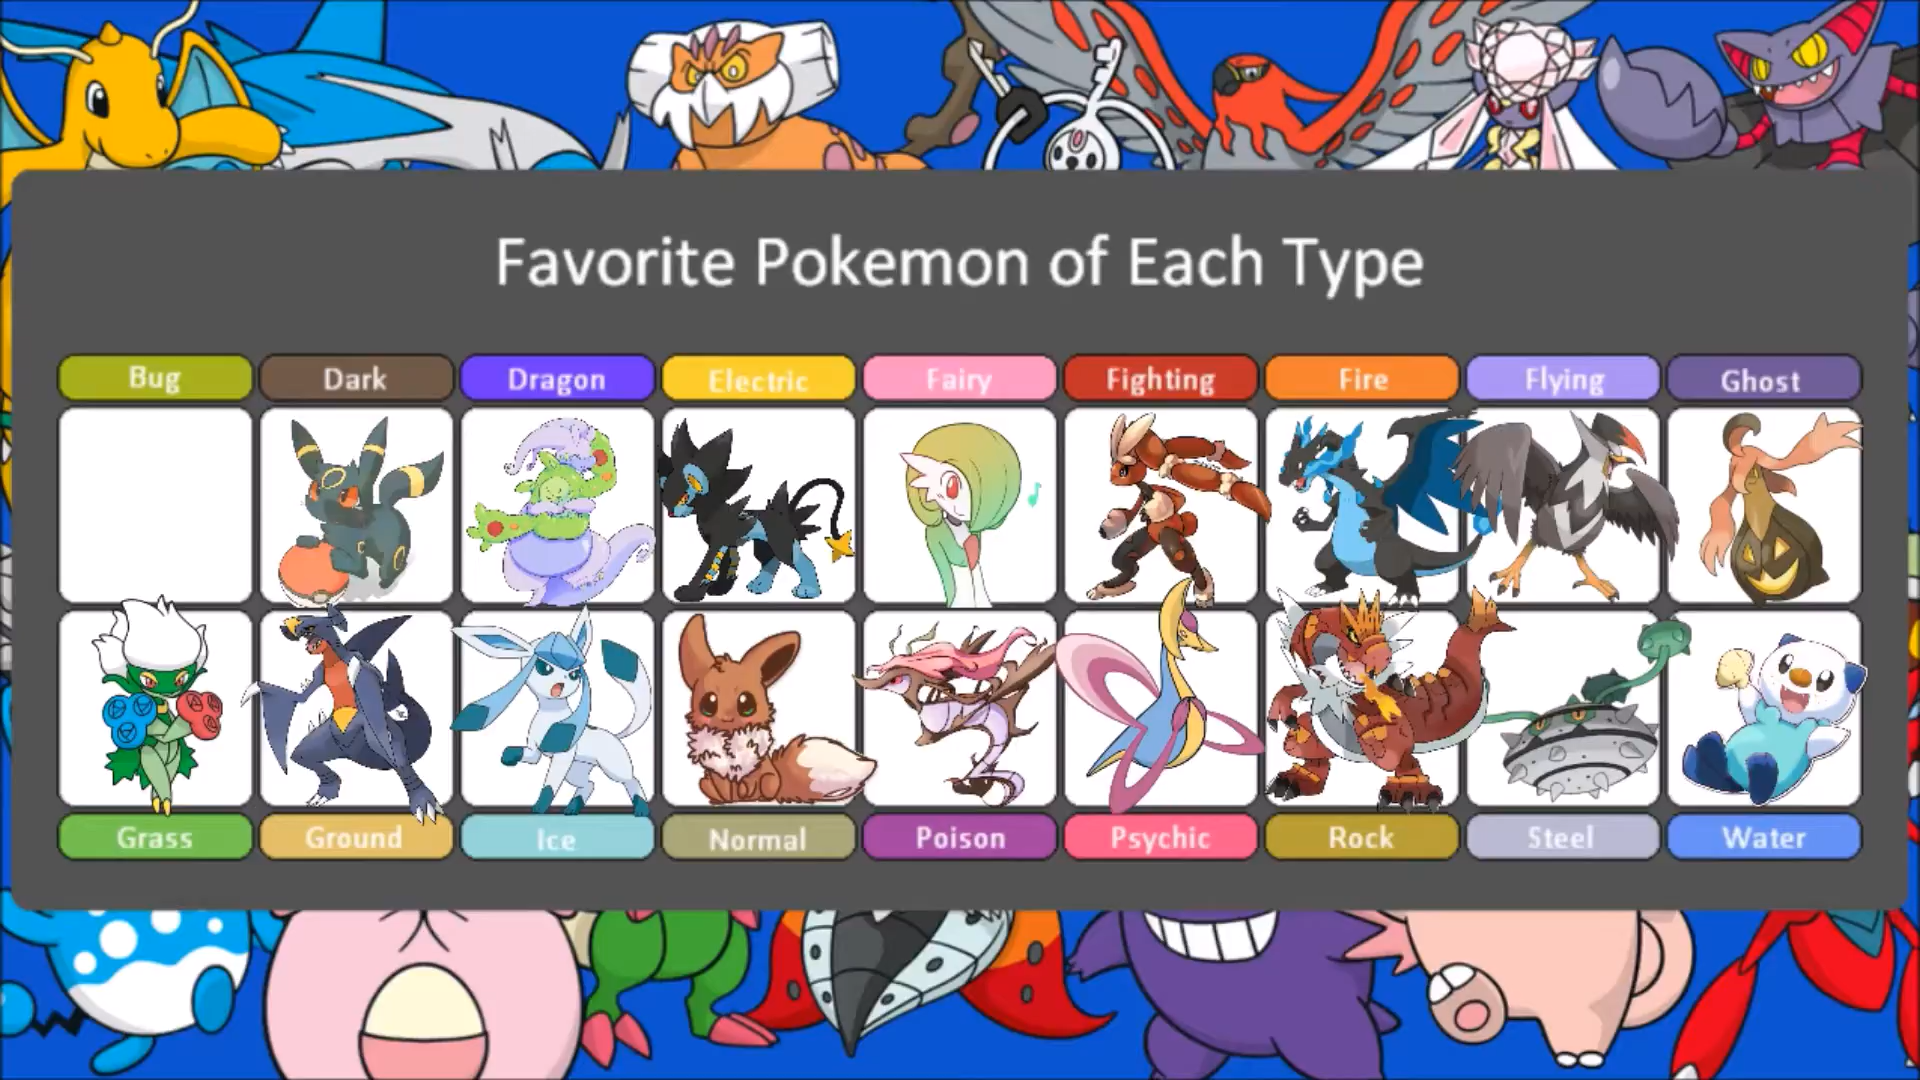 Favorite Pokemon of Each Type
Bug
Dark
Dragon
Electric
Fairy
Fighting
Fire
Flying
Ghost
Grass
Ground
Ice
Normal
Poison
Psychic
Rock
Steel
Water